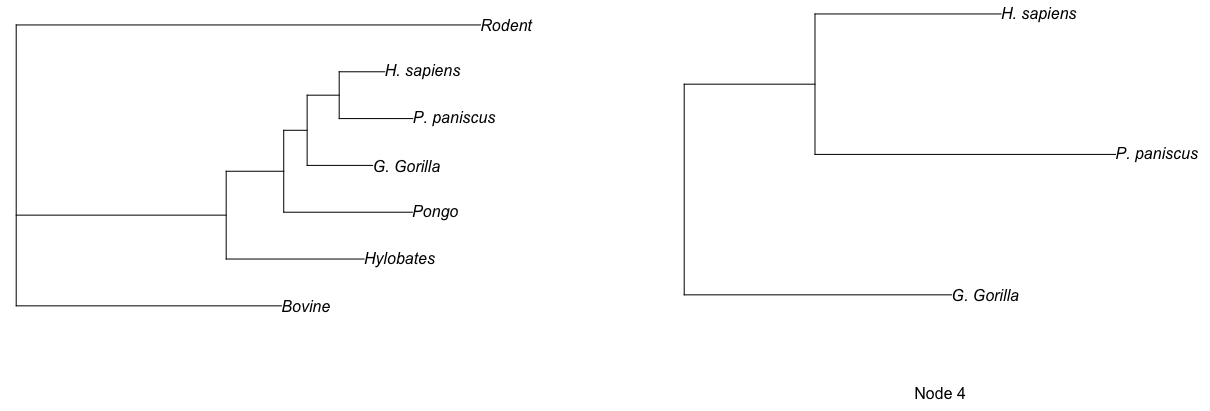 Rodent
H. sapiens
P. paniscus
G. Gorilla
Pongo
Hylobates
Bovine
H. sapiens
P. paniscus
G. Gorilla
Node 4